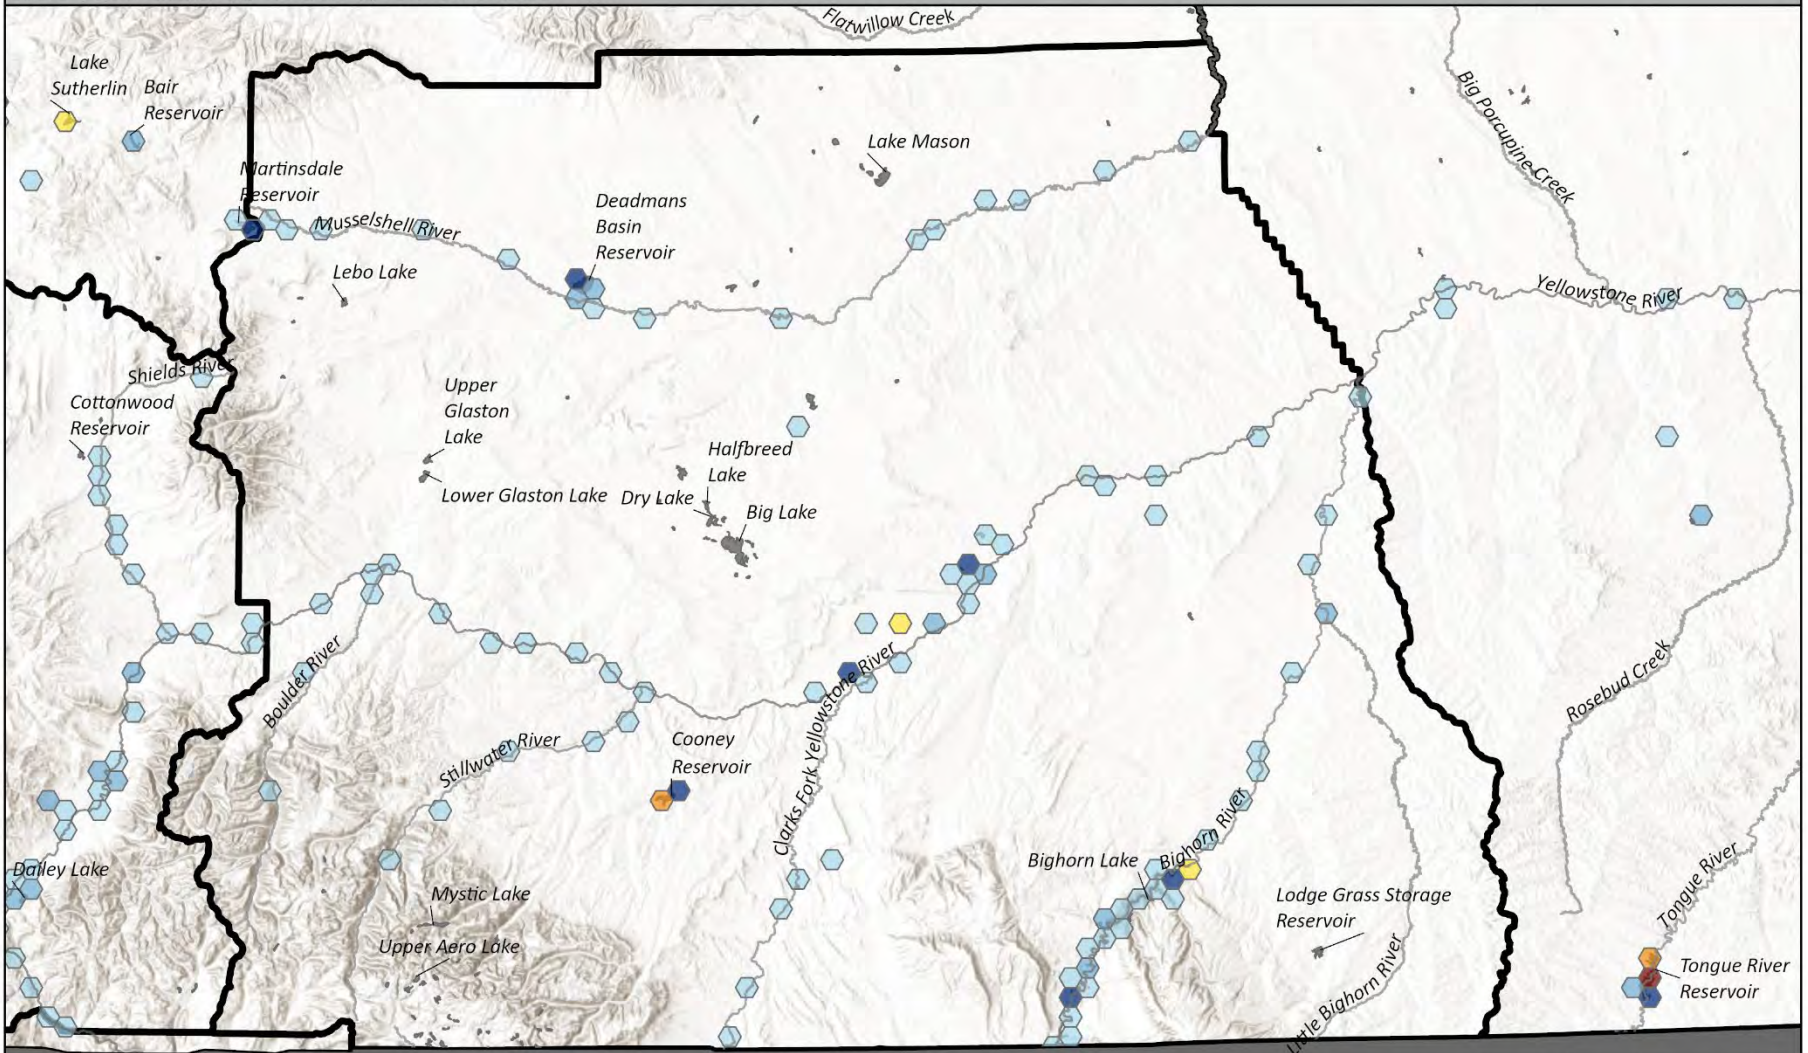 Flatwillow Creek
Lake
Sutherlin
Bair
Reservoir
Big Porcupine Creek
Lake Mason
Martinsdale
Reservoir
Musselshell River
Deadmans
Basin
Reservoir
Lebo Lake
Yellowstone River
Shields River
Cottonwood
Reservoir
Upper
Glaston
Lake
Lower Glaston Lake
Halfbreed
Lake
Dry Lake
Big Lake
Boulder River
Rosebud Creek
Stillwater River
Cooney
Reservoir
Clarks Fork Yellowstone River
Dailey Lake
Mystic Lake
Upper Aero Lake
Bighorn Lake
Bighorn River
Lodge Grass Storage
Reservoir
Little Bighorn River
Tongue River
Tongue River
Reservoir